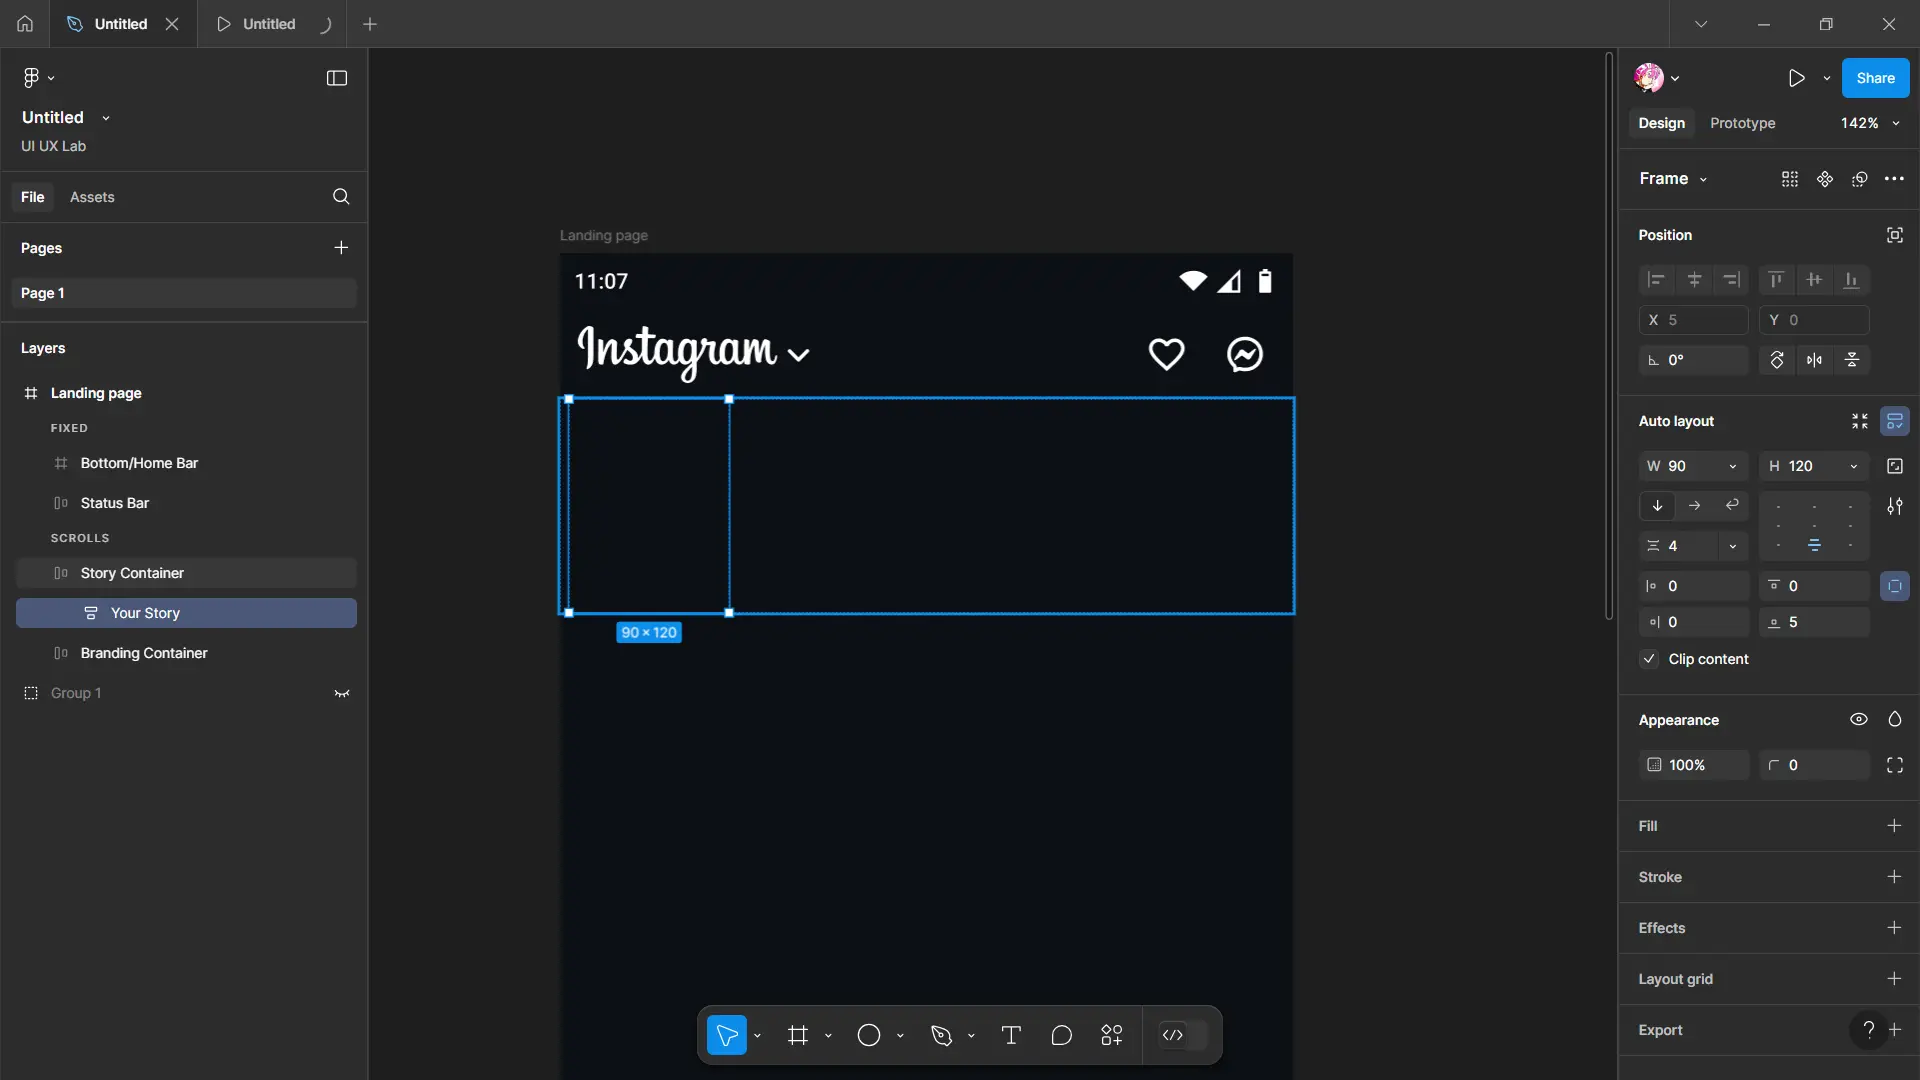 Untitled
Untitled
Untitled
UI UX Lab
File
Assets
Pages
Page 1
Layers
Landing page
FIXED
Bottom/Home Bar
Status Bar
SCROLLS
Story Container
Your Story
Branding Container
Group 1
Landing page
11:07
Instagram
90 × 120
Share
Design
Prototype
142%
Frame
Position
X 5
Y 0
0°
Auto layout
W 90
H 120
4
0
0
0
5
Clip content
Appearance
100%
0
Fill
Stroke
Effects
Layout grid
Export
?